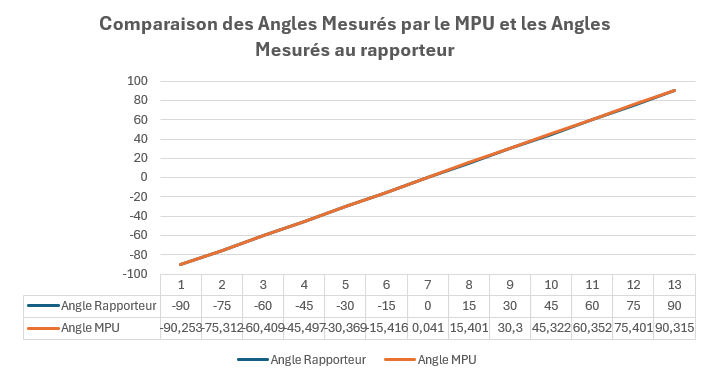 Comparaison des Angles Mesurés par le MPU et les Angles
Mesurés au rapporteur
100
80
60
40
20
0
-20
-40
-60
-80
-100
1 2 3 4 5 6 7 8 9 10 11 12 13
Angle Rapporteur -90 -75 -60 -45 -30 -15 0 15 30 45 60 75 90
Angle MPU -90,253 -75,312 -60,409 -45,497 -30,369 -15,416 0,041 15,401 30,3 45,322 60,352 75,401 90,315
Angle Rapporteur Angle MPU